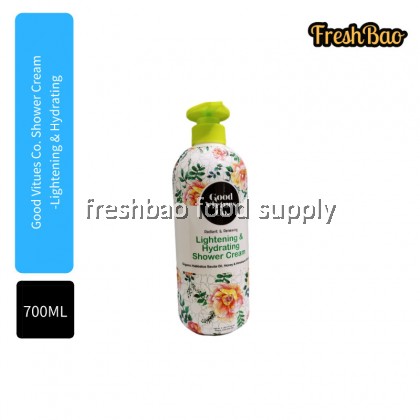 FreshBao
Good Vitues Co. Shower Cream
-Lightening & Hydrating
700ML
Good
freshbao food supply
Radiant & Renewing
Lightening &
Hydrating
Shower Cream